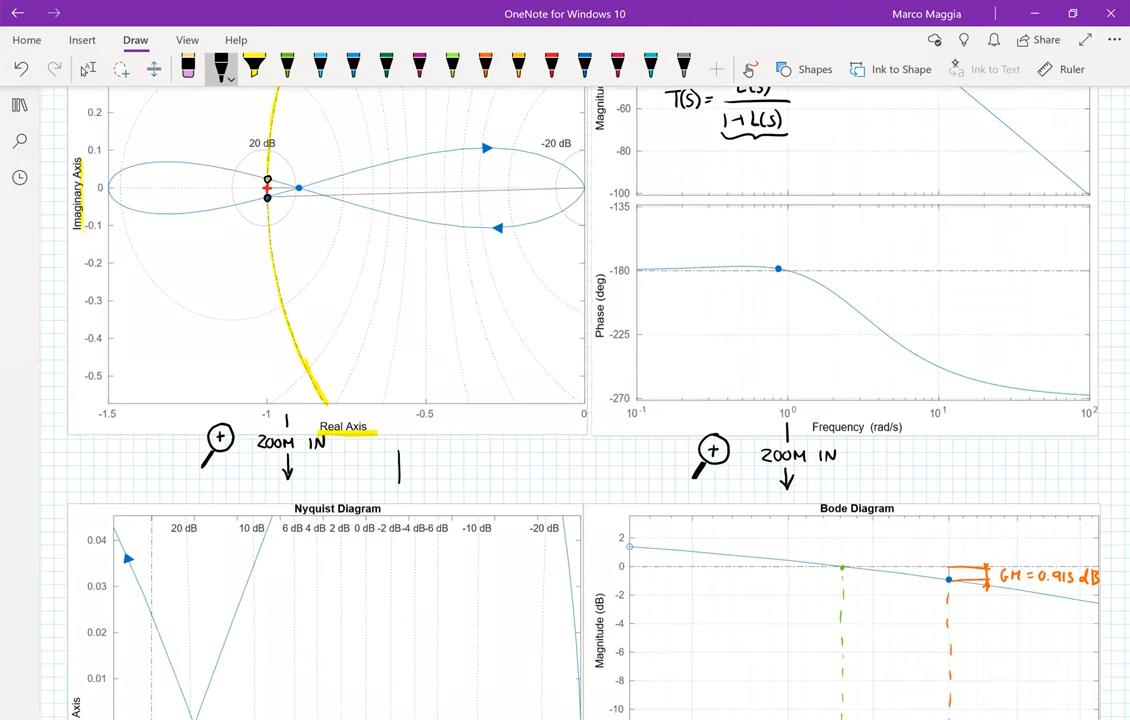 OneNote for Windows 10
Marco Maggia
Home
Insert
Draw
View
Help
Share
Shapes
Ink to Shape
Ink to Text
Ruler
0.2
0.1
0
-0.1
-0.2
-0.3
-0.4
-0.5
Imaginary Axis
20 dB
-20 dB
-1.5
-1
-0.5
0
Real Axis
T(S) = L(S)
1+L(S)
-60
-80
-100
-135
-180
-225
-270
Phase (deg)
10^-1
10^0
10^1
10^2
Frequency (rad/s)
ZOOM IN
ZOOM IN
Nyquist Diagram
20 dB
10 dB
6 dB
4 dB
2 dB
0 dB
-2 dB
-4 dB
-6 dB
-10 dB
-20 dB
0.04
0.03
0.02
0.01
Axis
Bode Diagram
2
0
-2
-4
-6
-8
-10
Magnitude (dB)
GM = 0.915 dB